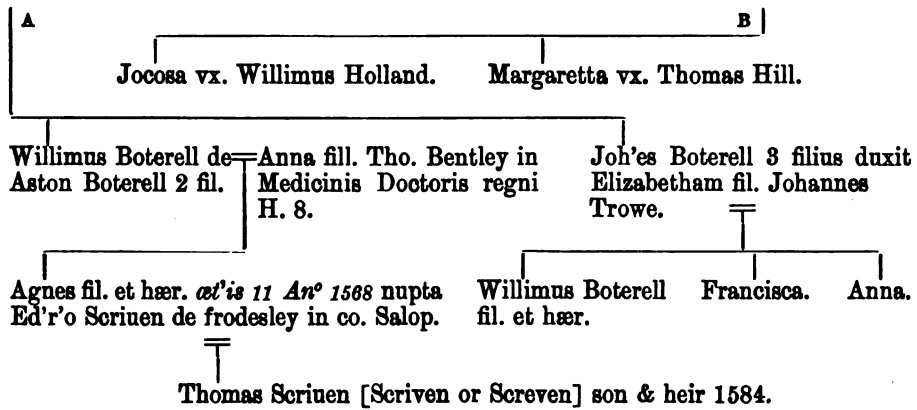 A B
Jocosa vx. Willimus Holland. Margaretta vx. Thomas Hill.
Willimus Boterell de Anna fill. Tho. Bentley in Joh'es Boterell 3 filius duxit
Aston Boterell 2 fil. Medicinis Doctoris regni Elizabetham fil. Johannes
H. 8. Trowe.
Agnes fil. et hær. æt'is 11 Anº 1568 nupta Willimus Boterell Francisca. Anna.
Ed'r'o Scriuen de frodesley in co. Salop. fil. et hær.
Thomas Scriuen [Scriven or Screven] son & heir 1584.